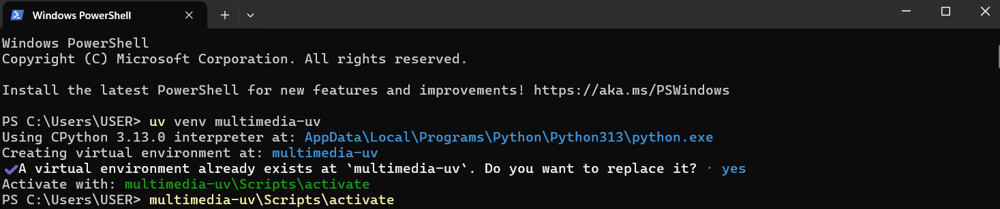 Windows PowerShell
Windows PowerShell
Copyright (C) Microsoft Corporation. All rights reserved.
Install the latest PowerShell for new features and improvements! https://aka.ms/PSWindows
PS C:\Users\USER> uv venv multimedia-uv
Using CPython 3.13.0 interpreter at: AppData\Local\Programs\Python\Python313\python.exe
Creating virtual environment at: multimedia-uv
✔A virtual environment already exists at `multimedia-uv`. Do you want to replace it? · yes
Activate with: multimedia-uv\Scripts\activate
PS C:\Users\USER> multimedia-uv\Scripts\activate